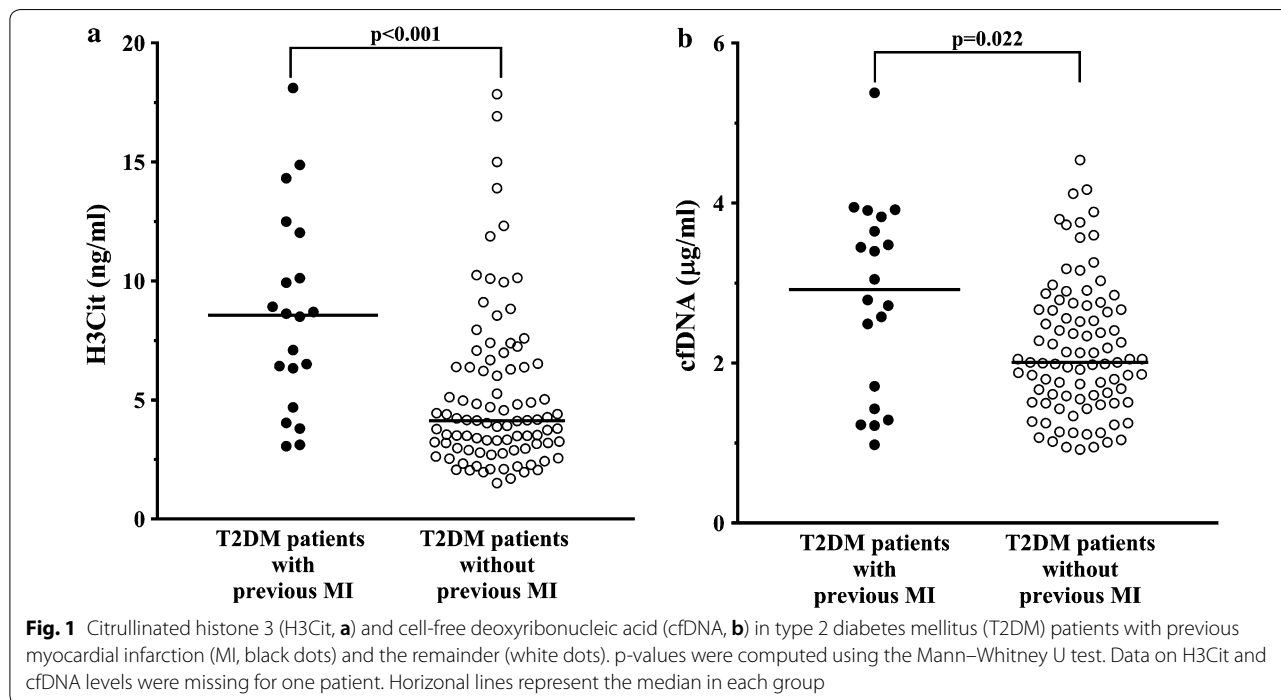 a
p<0.001
20
15
10
5
0
H3Cit (ng/ml)
T2DM patients
with
previous MI
T2DM patients
without
previous MI
b
p=0.022
6
4
2
0
cfDNA (μg/ml)
T2DM patients
with
previous MI
T2DM patients
without
previous MI
Fig. 1 Citrullinated histone 3 (H3Cit, a) and cell-free deoxyribonucleic acid (cfDNA, b) in type 2 diabetes mellitus (T2DM) patients with previous
myocardial infarction (MI, black dots) and the remainder (white dots). p-values were computed using the Mann–Whitney U test. Data on H3Cit and
cfDNA levels were missing for one patient. Horizonal lines represent the median in each group